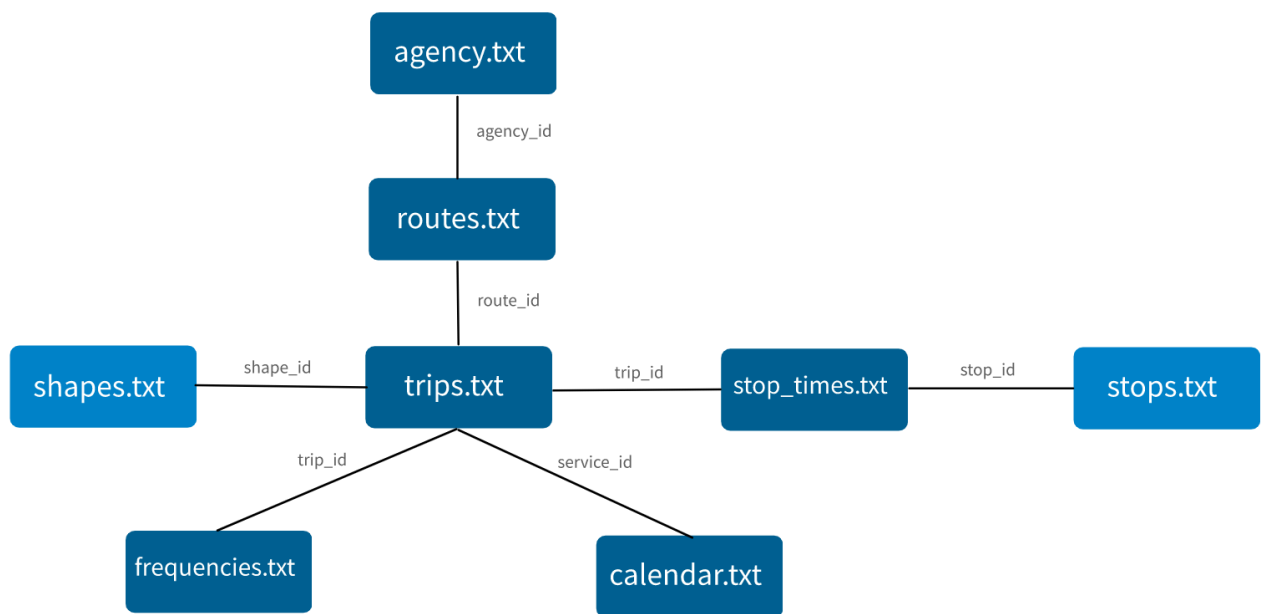 agency.txt
agency_id
routes.txt
route_id
shapes.txt
shape_id
trips.txt
trip_id
stop_times.txt
stop_id
stops.txt
trip_id
service_id
frequencies.txt
calendar.txt